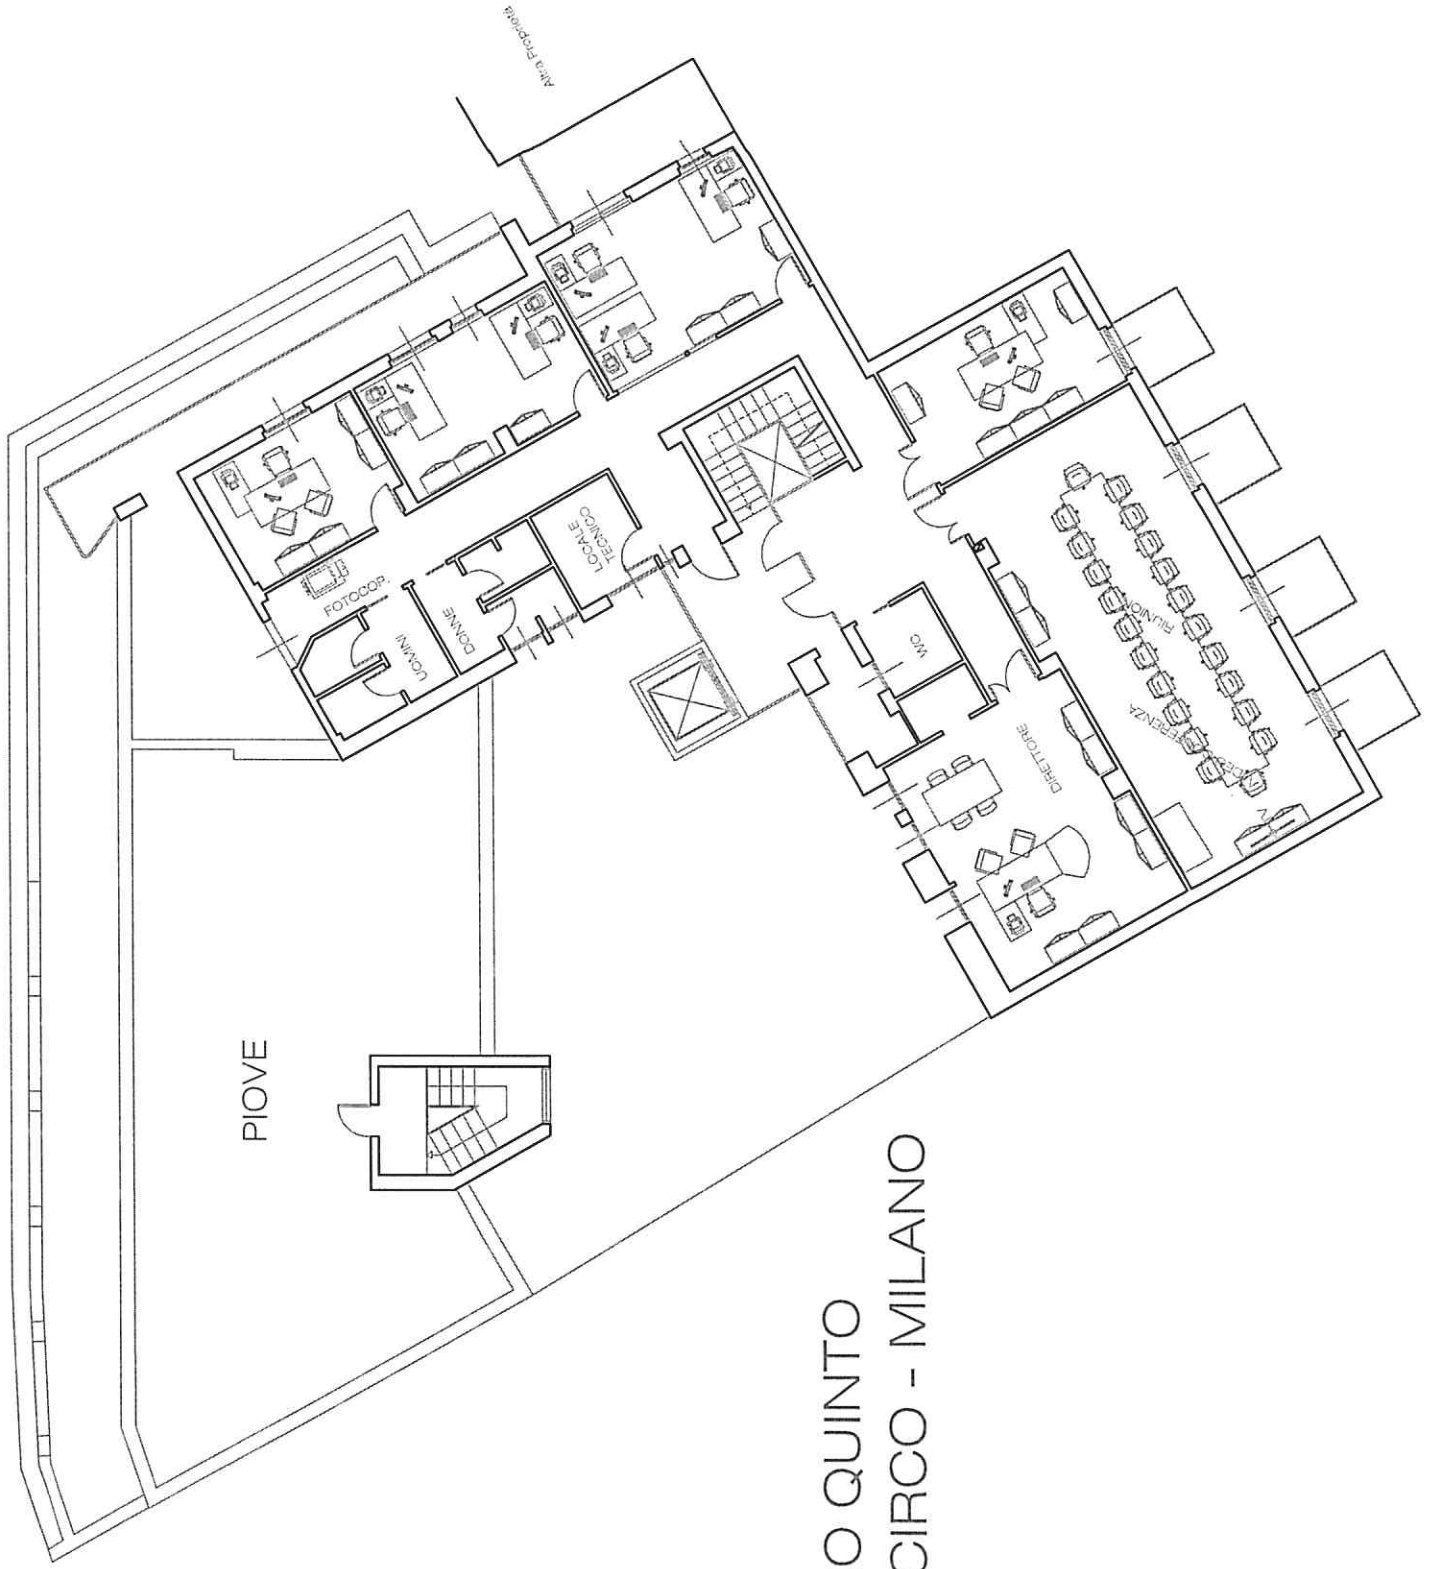 Altra Proprietà
FOTOCOP.
UOMINI
DONNE
LOCALE
TECNICO
WC
DIRETTORE
RIUNIONI
PIOVE
O QUINTO
CIRCO - MILANO